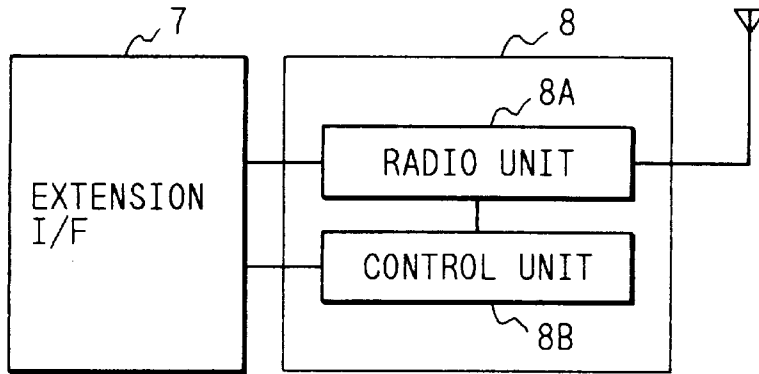 7
8
8A
RADIO UNIT
EXTENSION
I/F
CONTROL UNIT
8B